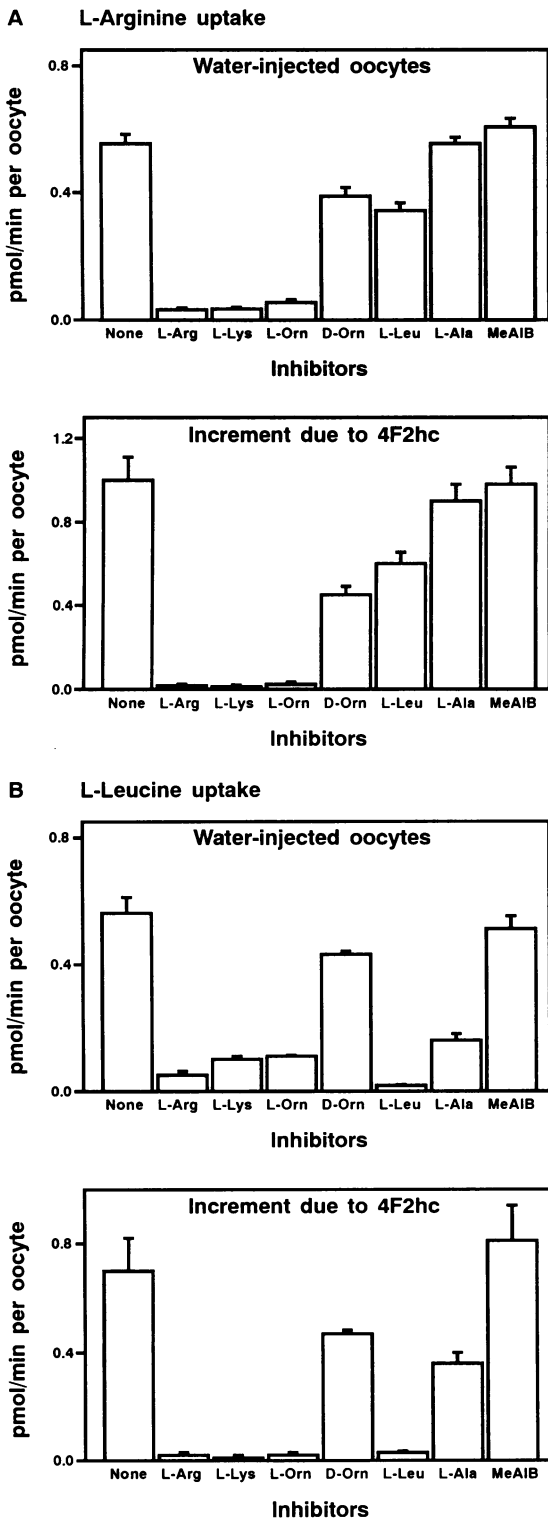 A L-Arginine uptake
Water-injected oocytes
pmol/min per oocyte
0.8
0.4
0.0
None L-Arg L-Lys L-Orn D-Orn L-Leu L-Ala MeAIB
Inhibitors
Increment due to 4F2hc
pmol/min per oocyte
1.2
0.8
0.4
0.0
None L-Arg L-Lys L-Orn D-Orn L-Leu L-Ala MeAIB
Inhibitors
B L-Leucine uptake
Water-injected oocytes
pmol/min per oocyte
0.8
0.4
0.0
None L-Arg L-Lys L-Orn D-Orn L-Leu L-Ala MeAIB
Inhibitors
Increment due to 4F2hc
pmol/min per oocyte
0.8
0.4
0.0
None L-Arg L-Lys L-Orn D-Orn L-Leu L-Ala MeAIB
Inhibitors